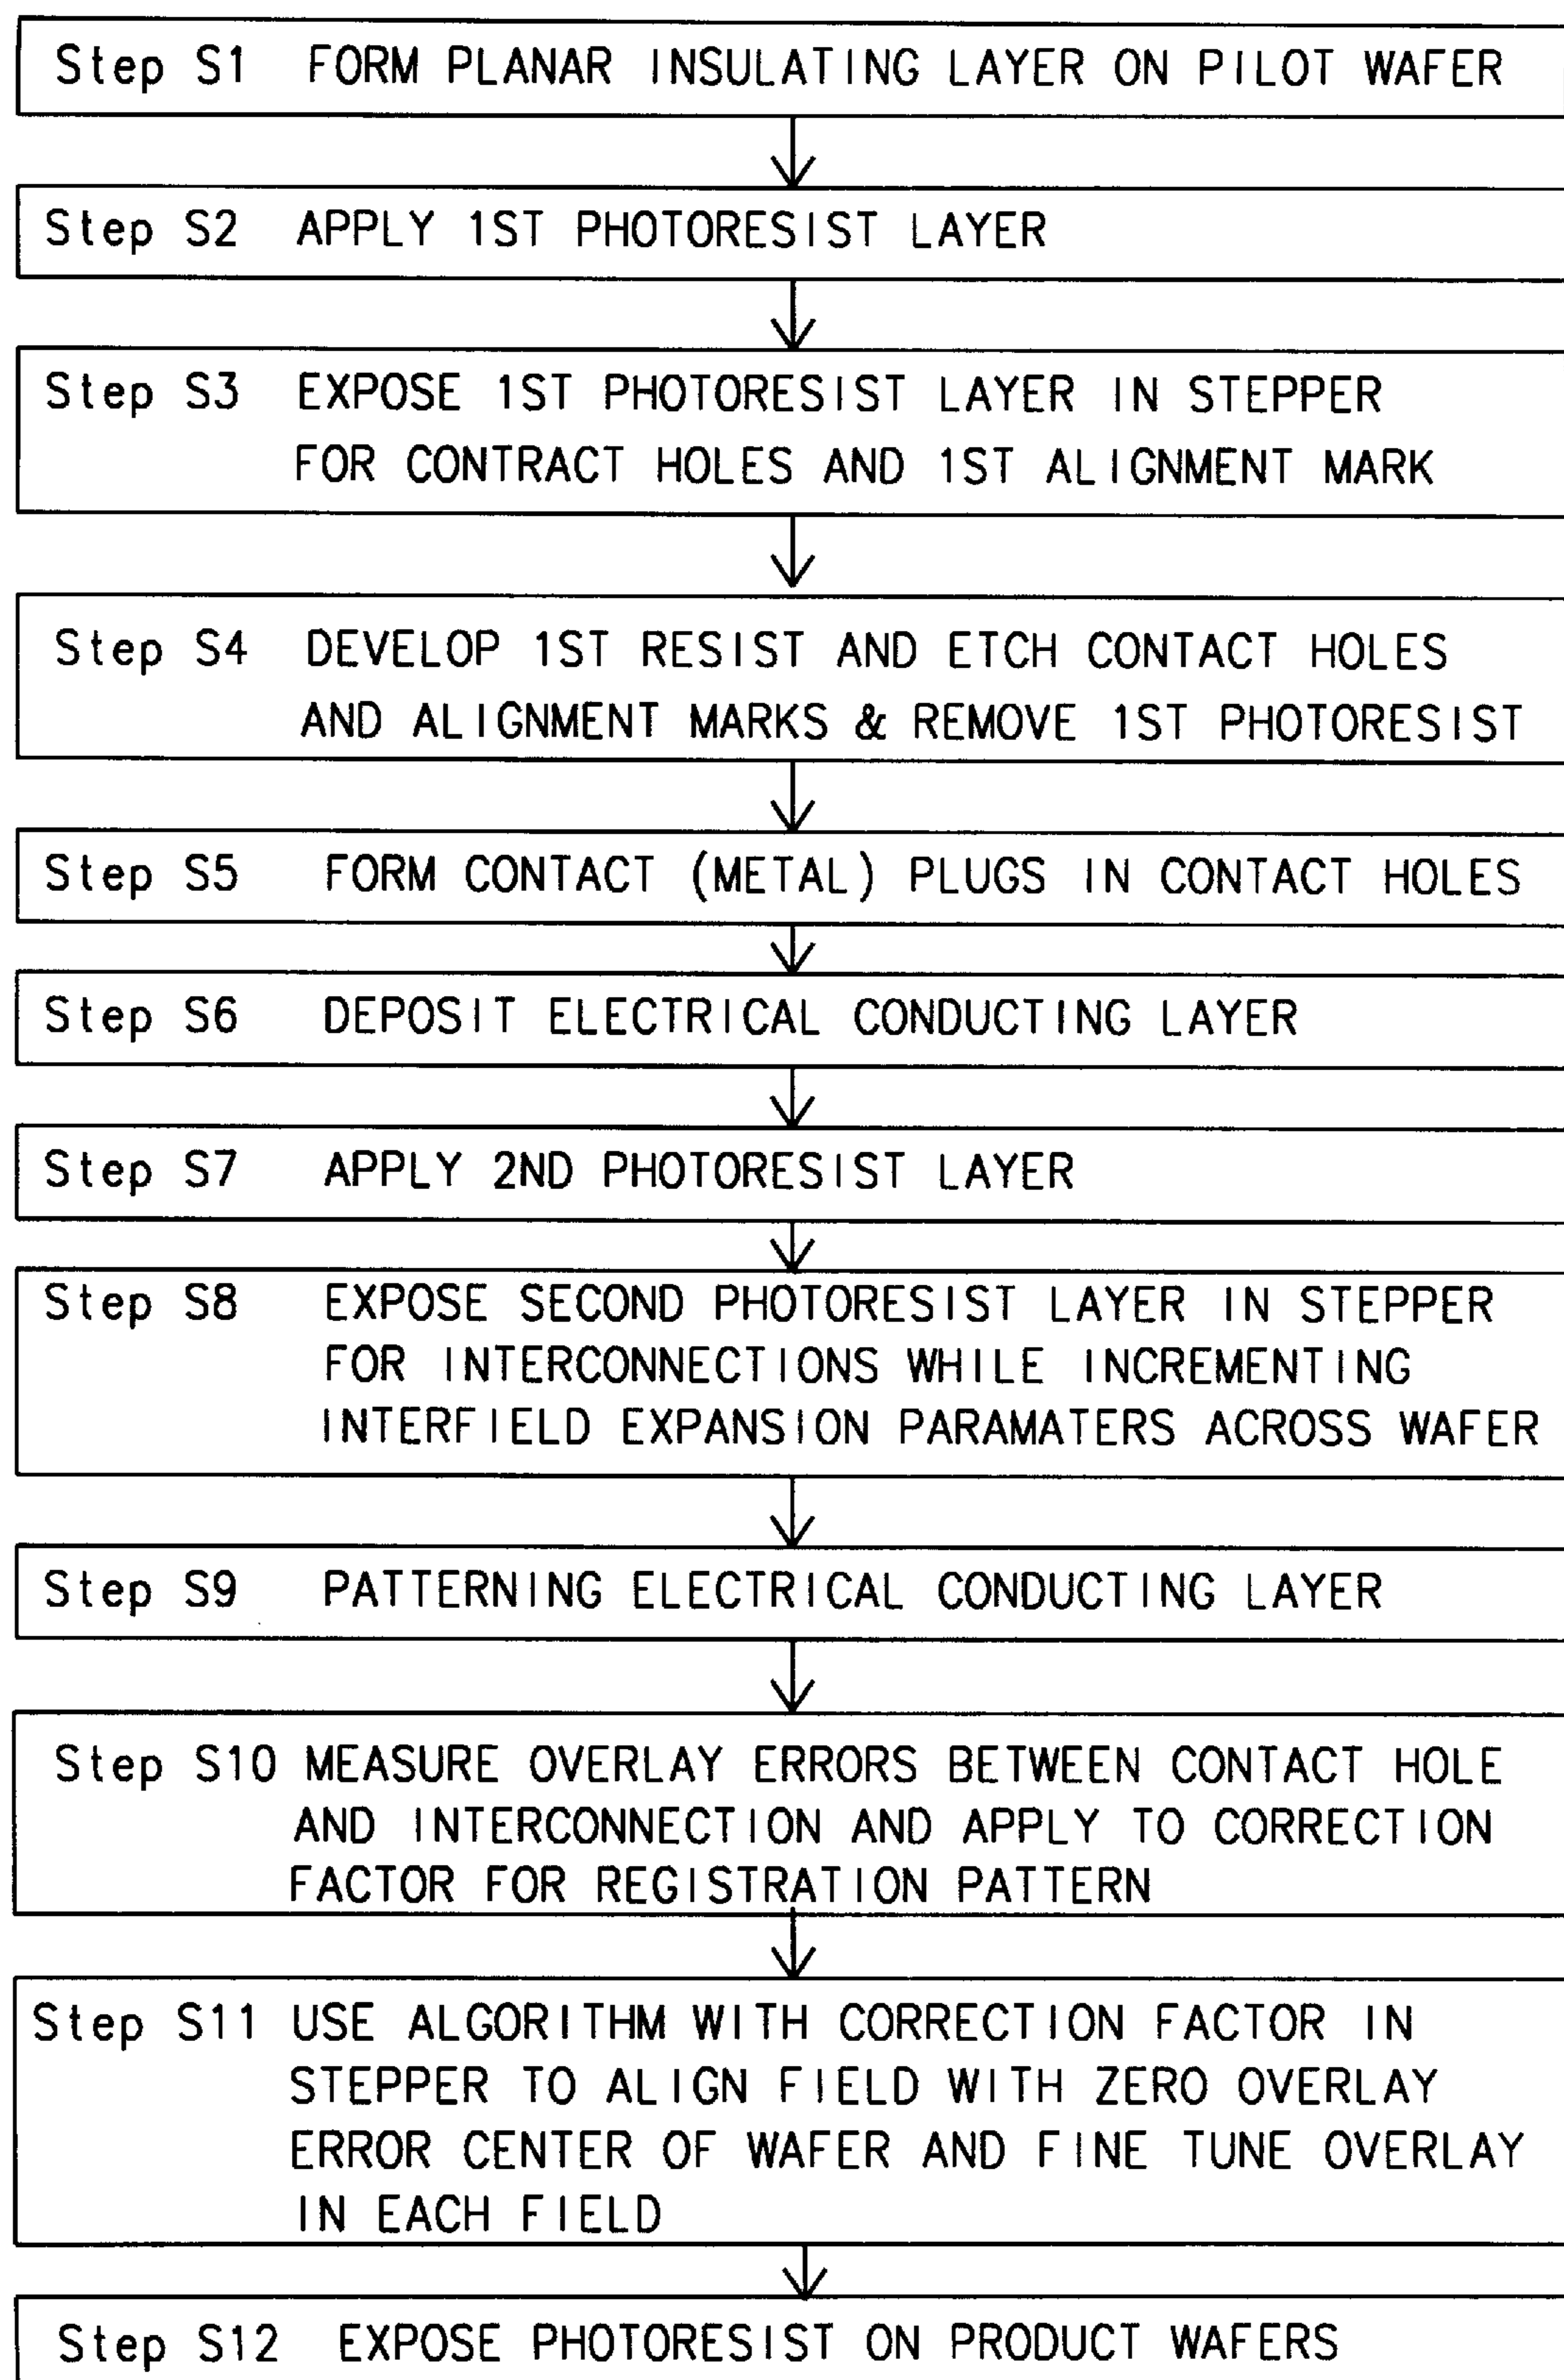 Step S1 FORM PLANAR INSULATING LAYER ON PILOT WAFER
Step S2 APPLY 1ST PHOTORESIST LAYER
Step S3 EXPOSE 1ST PHOTORESIST LAYER IN STEPPER
FOR CONTRACT HOLES AND 1ST ALIGNMENT MARK
Step S4 DEVELOP 1ST RESIST AND ETCH CONTACT HOLES
AND ALIGNMENT MARKS & REMOVE 1ST PHOTORESIST
Step S5 FORM CONTACT (METAL) PLUGS IN CONTACT HOLES
Step S6 DEPOSIT ELECTRICAL CONDUCTING LAYER
Step S7 APPLY 2ND PHOTORESIST LAYER
Step S8 EXPOSE SECOND PHOTORESIST LAYER IN STEPPER
FOR INTERCONNECTIONS WHILE INCREMENTING
INTERFIELD EXPANSION PARAMATERS ACROSS WAFER
Step S9 PATTERNING ELECTRICAL CONDUCTING LAYER
Step S10 MEASURE OVERLAY ERRORS BETWEEN CONTACT HOLE
AND INTERCONNECTION AND APPLY TO CORRECTION
FACTOR FOR REGISTRATION PATTERN
Step S11 USE ALGORITHM WITH CORRECTION FACTOR IN
STEPPER TO ALIGN FIELD WITH ZERO OVERLAY
ERROR CENTER OF WAFER AND FINE TUNE OVERLAY
IN EACH FIELD
Step S12 EXPOSE PHOTORESIST ON PRODUCT WAFERS